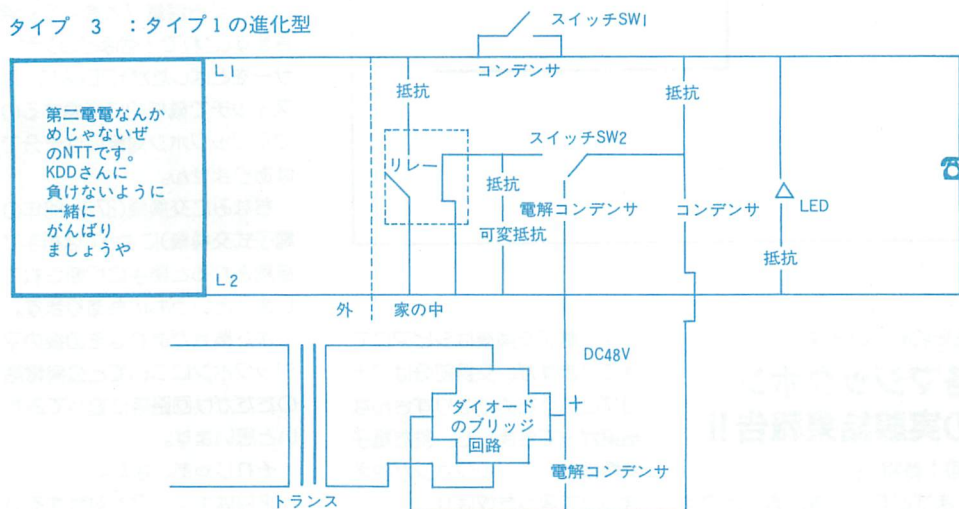 タイプ 3 :タイプ1の進化型
スイッチSW1
L1
コンデンサ
抵抗
抵抗
第二電電なんか
めじゃないぜ
のNTTです。
KDDさんに
負けないように
一緒に
がんばり
ましょうや
スイッチSW2
リレー
抵抗
電解コンデンサ
コンデンサ
LED
可変抵抗
抵抗
L2
外
家の中
DC48V
ダイオード
のブリッジ
回路
+
電解コンデンサ
トランス